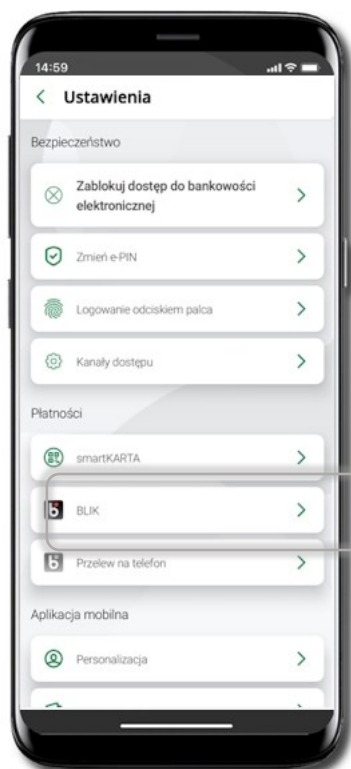 14:59
Ustawienia
Bezpieczeństwo
Zablokuj dostęp do bankowości
elektronicznej
Zmień e-PIN
Logowanie odciskiem palca
Kanały dostępu
Płatności
smartKARTA
BLIK
Przelew na telefon
Aplikacja mobilna
Personalizacja